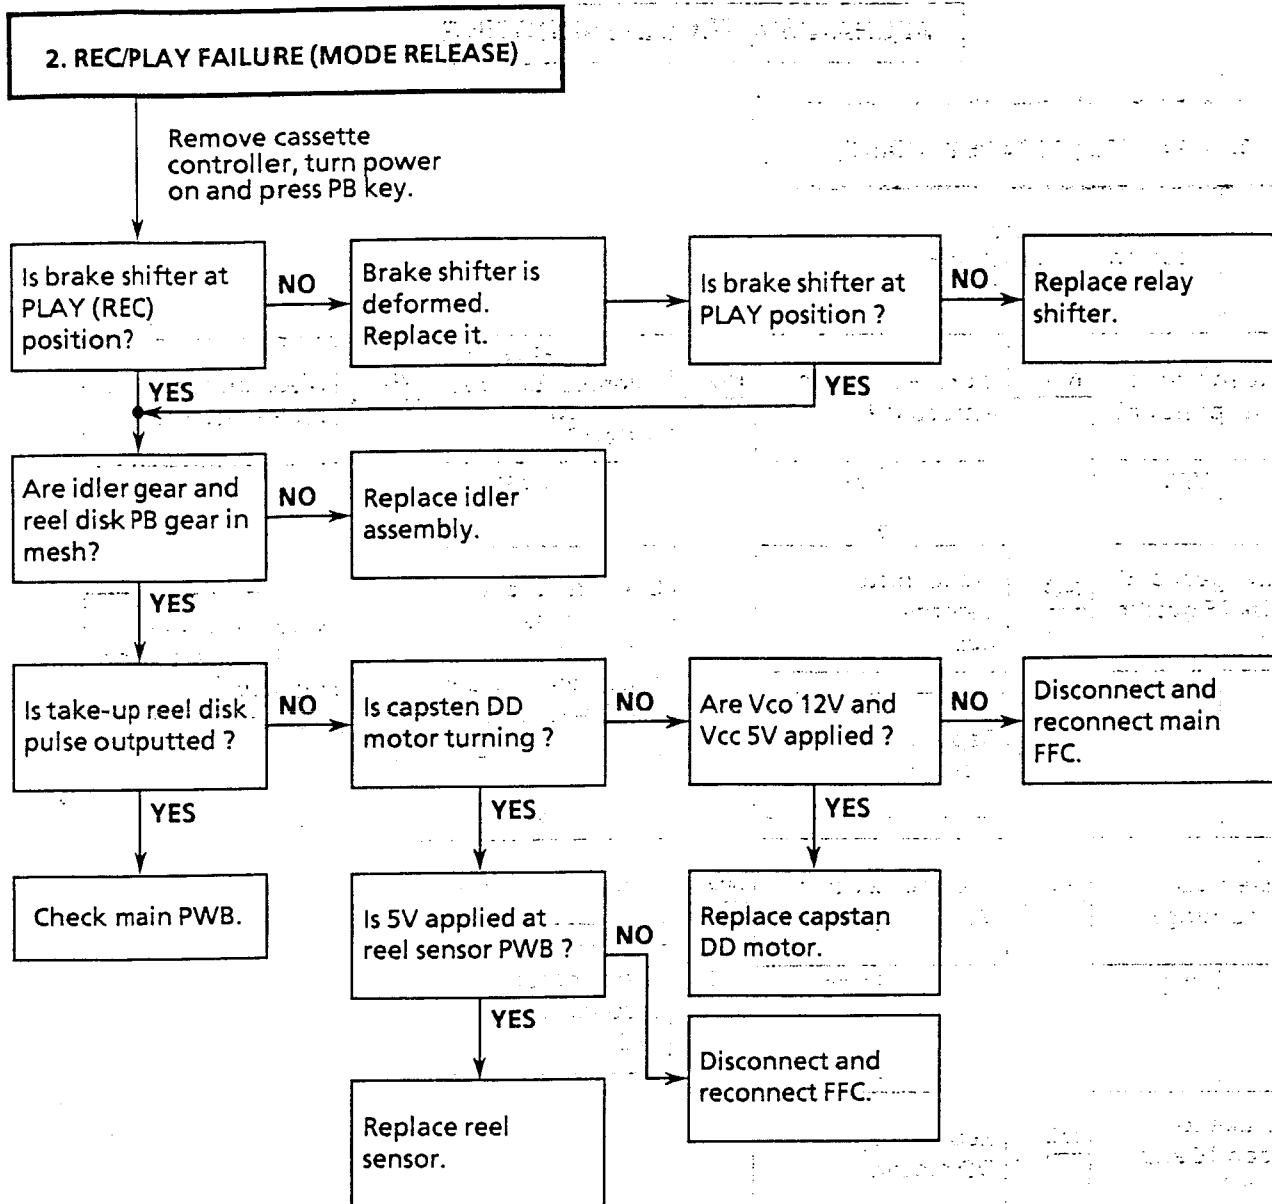 2. REC/PLAY FAILURE (MODE RELEASE)
Remove cassette
controller, turn power
on and press PB key.
Is brake shifter at
PLAY (REC)
position?
NO
Brake shifter is
deformed.
Replace it.
Is brake shifter at
PLAY position ?
NO
Replace relay
shifter.
YES
YES
Are idler gear and
reel disk PB gear in
mesh?
NO
Replace idler
assembly.
YES
Is take-up reel disk
pulse outputted ?
NO
Is capsten DD
motor turning ?
NO
Are Vco 12V and
Vcc 5V applied ?
NO
Disconnect and
reconnect main
FFC.
YES
YES
YES
Check main PWB.
Is 5V applied at
reel sensor PWB ?
NO
Replace capstan
DD motor.
YES
Disconnect and
reconnect FFC.
Replace reel
sensor.